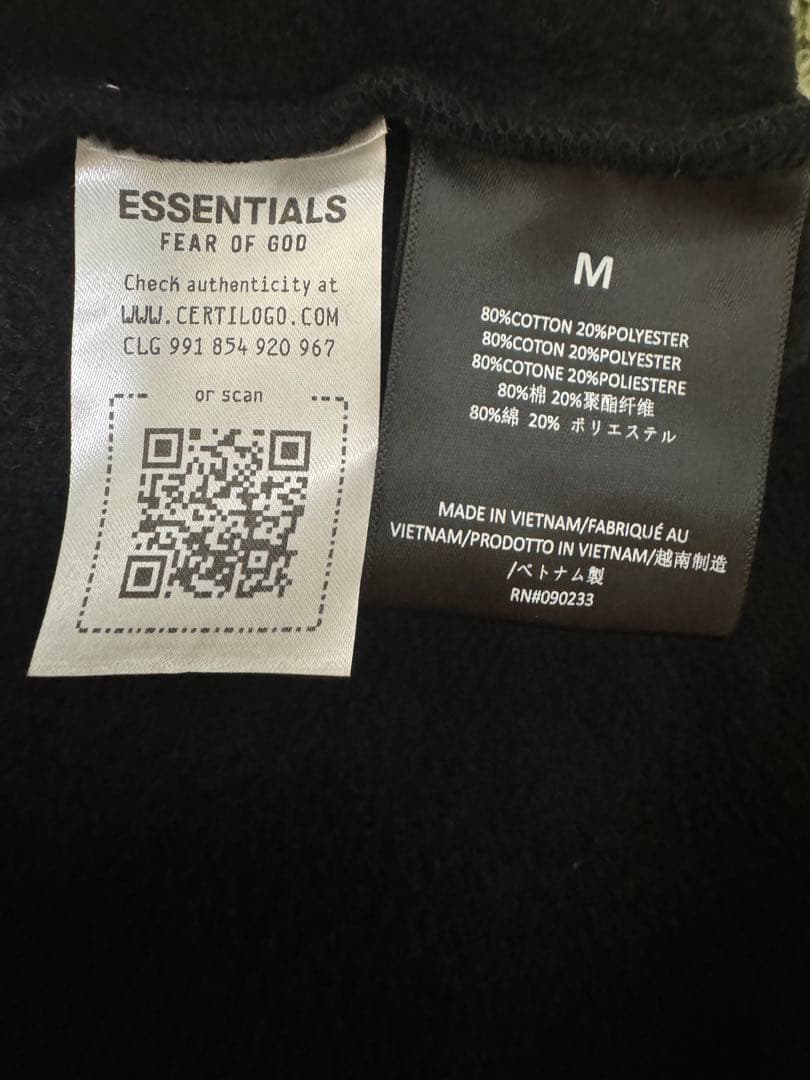 ESSENTIALS
FEAR OF GOD
Check authenticity at
WWW.CERTILOGO.COM
CLG 991 854 920 967
or scan
M
80%COTTON 20%POLYESTER
80%COTON 20%POLYESTER
80%COTONE 20%POLIESTERE
80%棉 20%聚酯纤维
80%綿 20% ポリエステル
MADE IN VIETNAM/FABRIQUÉ AU
VIETNAM/PRODOTTO IN VIETNAM/越南制造
/ベトナム製
RN#090233